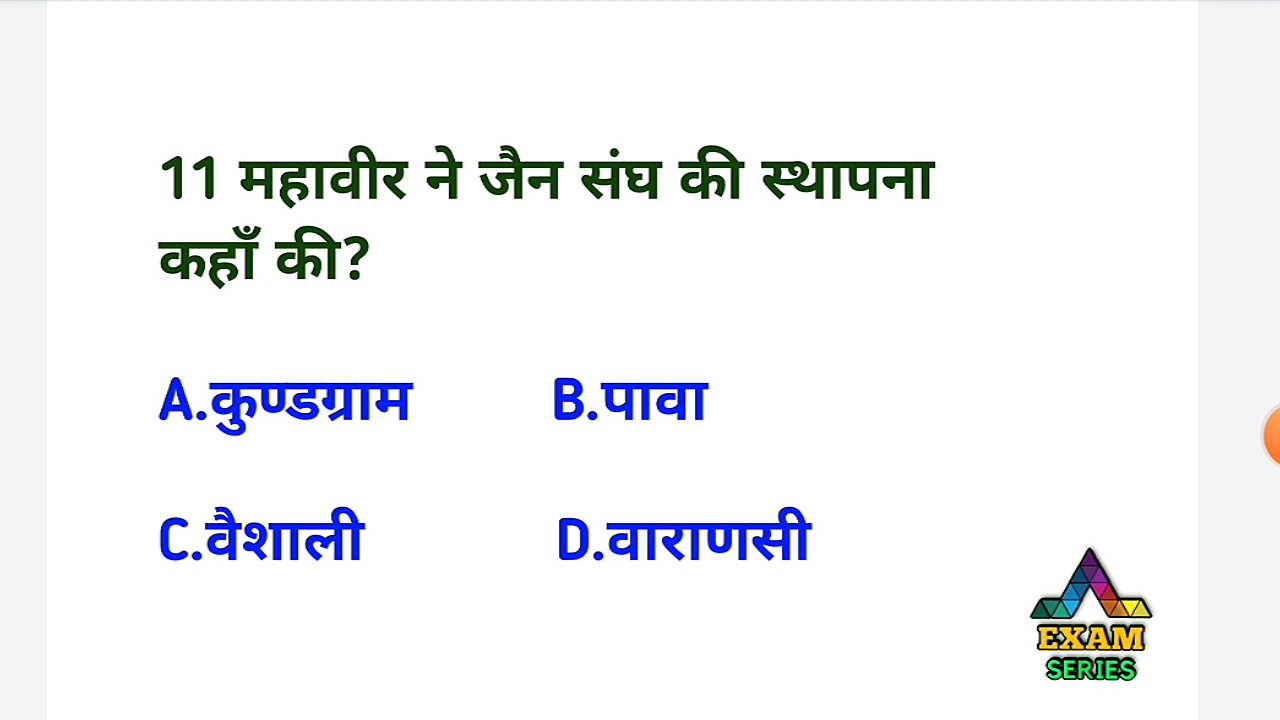 11 महावीर ने जैन संघ की स्थापना
कहाँ की?
A.कुण्डग्राम B.पावा
C.वैशाली D.वाराणसी
EXAM
SERIES